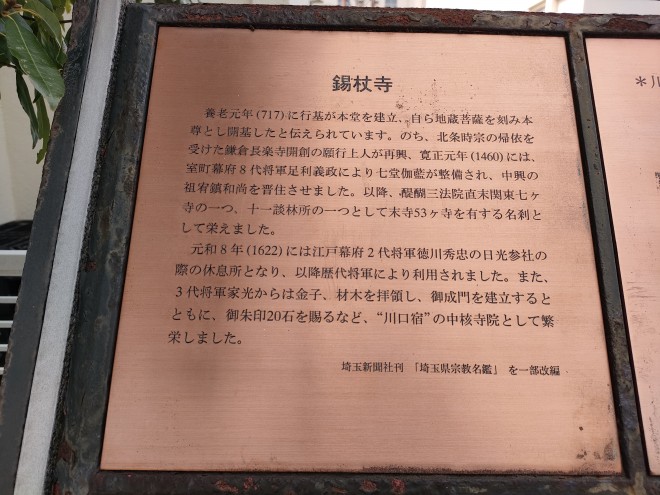 錫杖寺
養老元年(717)に行基が本堂を建立、自ら地蔵菩薩を刻み本
尊とし開基したと伝えられています。のち、北条時宗の帰依を
受けた鎌倉長楽寺開創の願行上人が再興、寛正元年(1460)には、
室町幕府8代将軍足利義政により七堂伽藍が整備され、中興の
祖宥鎮和尚を晋住させました。以降、醍醐三法院直末関東七ヶ
寺の一つ、十一談林所の一つとして末寺53ヶ寺を有する名刹と
して栄えました。
元和8年(1622)には江戸幕府2代将軍徳川秀忠の日光参社の
際の休息所となり、以降歴代将軍により利用されました。また、
3代将軍家光からは金子、材木を拝領し、御成門を建立すると
ともに、御朱印20石を賜るなど、“川口宿”の中核寺院として繁
栄しました。
埼玉新聞社刊 「埼玉県宗教名鑑」 を一部改編
＊川